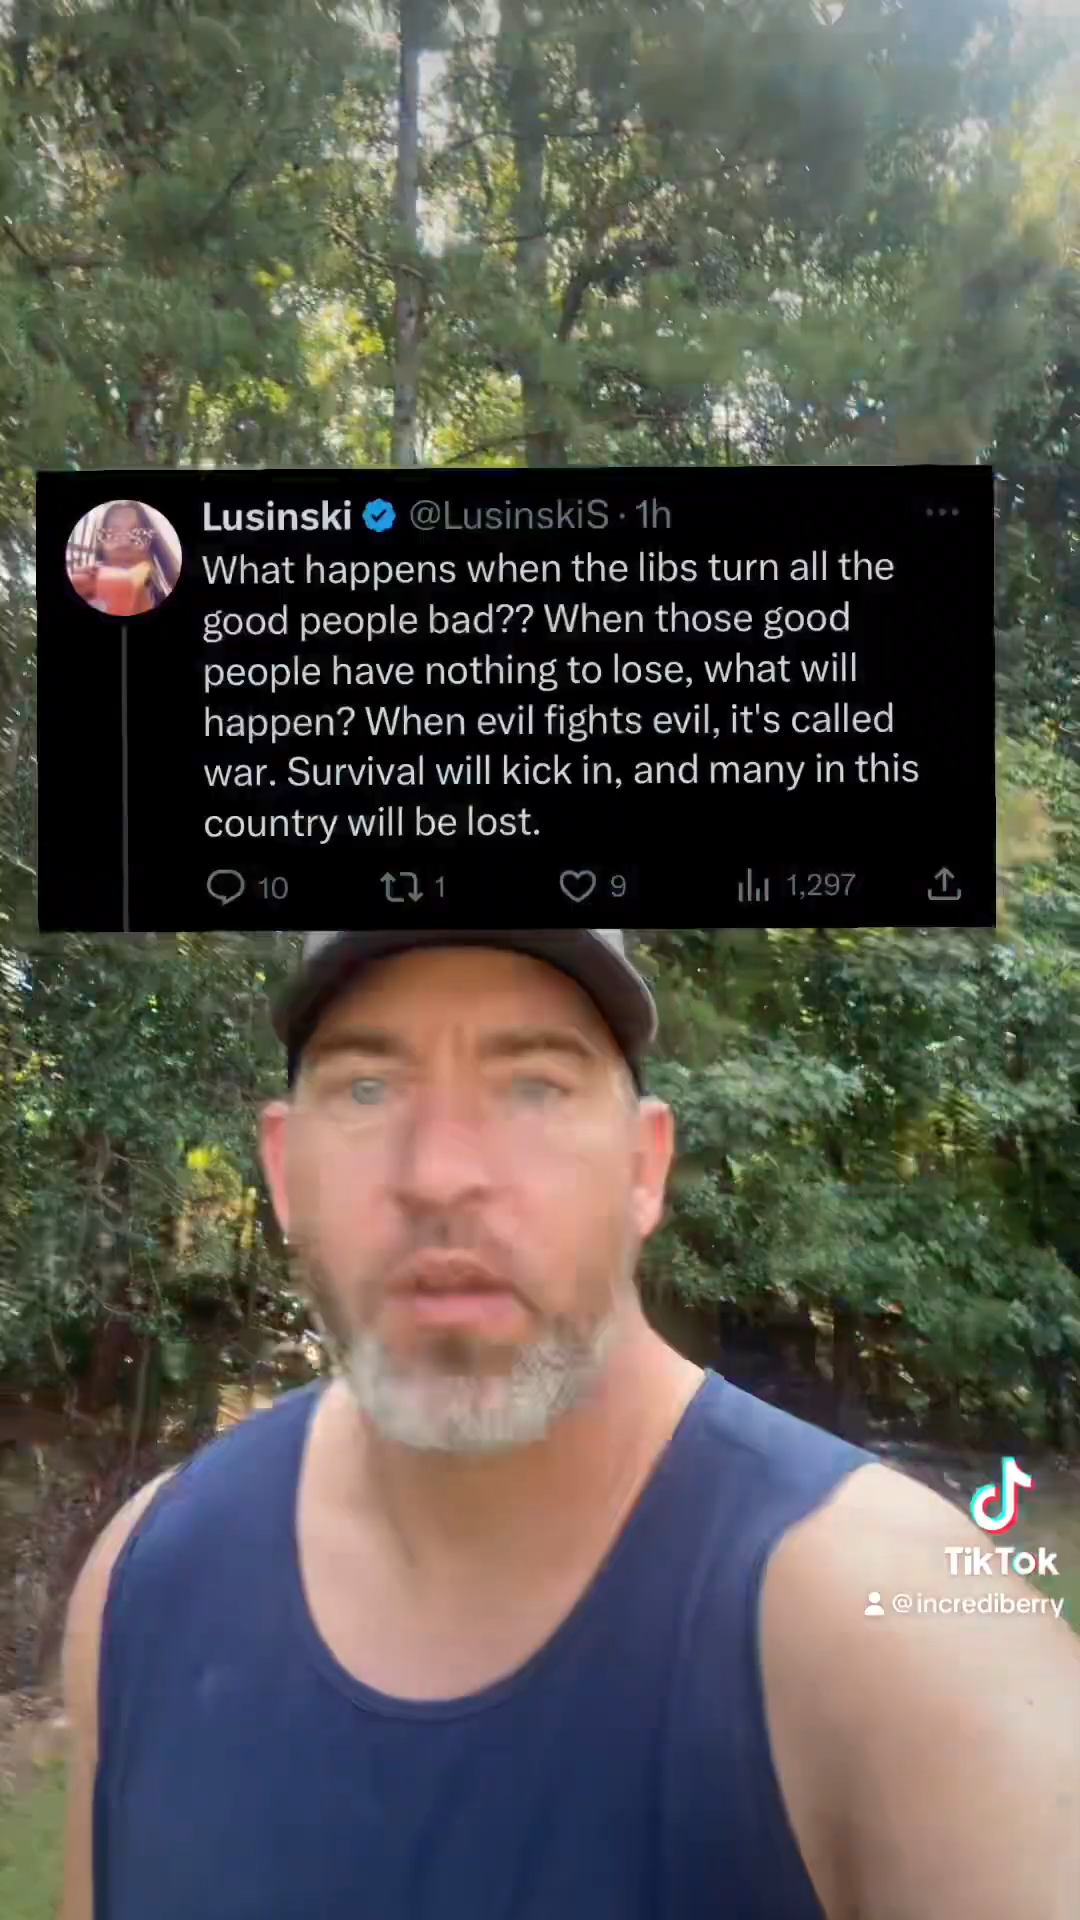 Lusinski @LusinskiS · 1h
What happens when the libs turn all the
good people bad?? When those good
people have nothing to lose, what will
happen? When evil fights evil, it's called
war. Survival will kick in, and many in this
country will be lost.
10 1 9 1,297
TikTok
@incrediberry